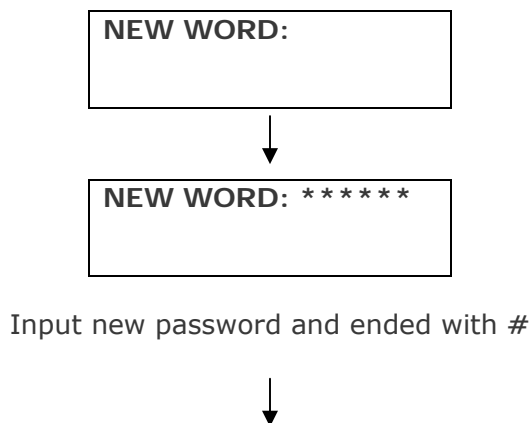 NEW WORD:
NEW WORD: ******
Input new password and ended with #